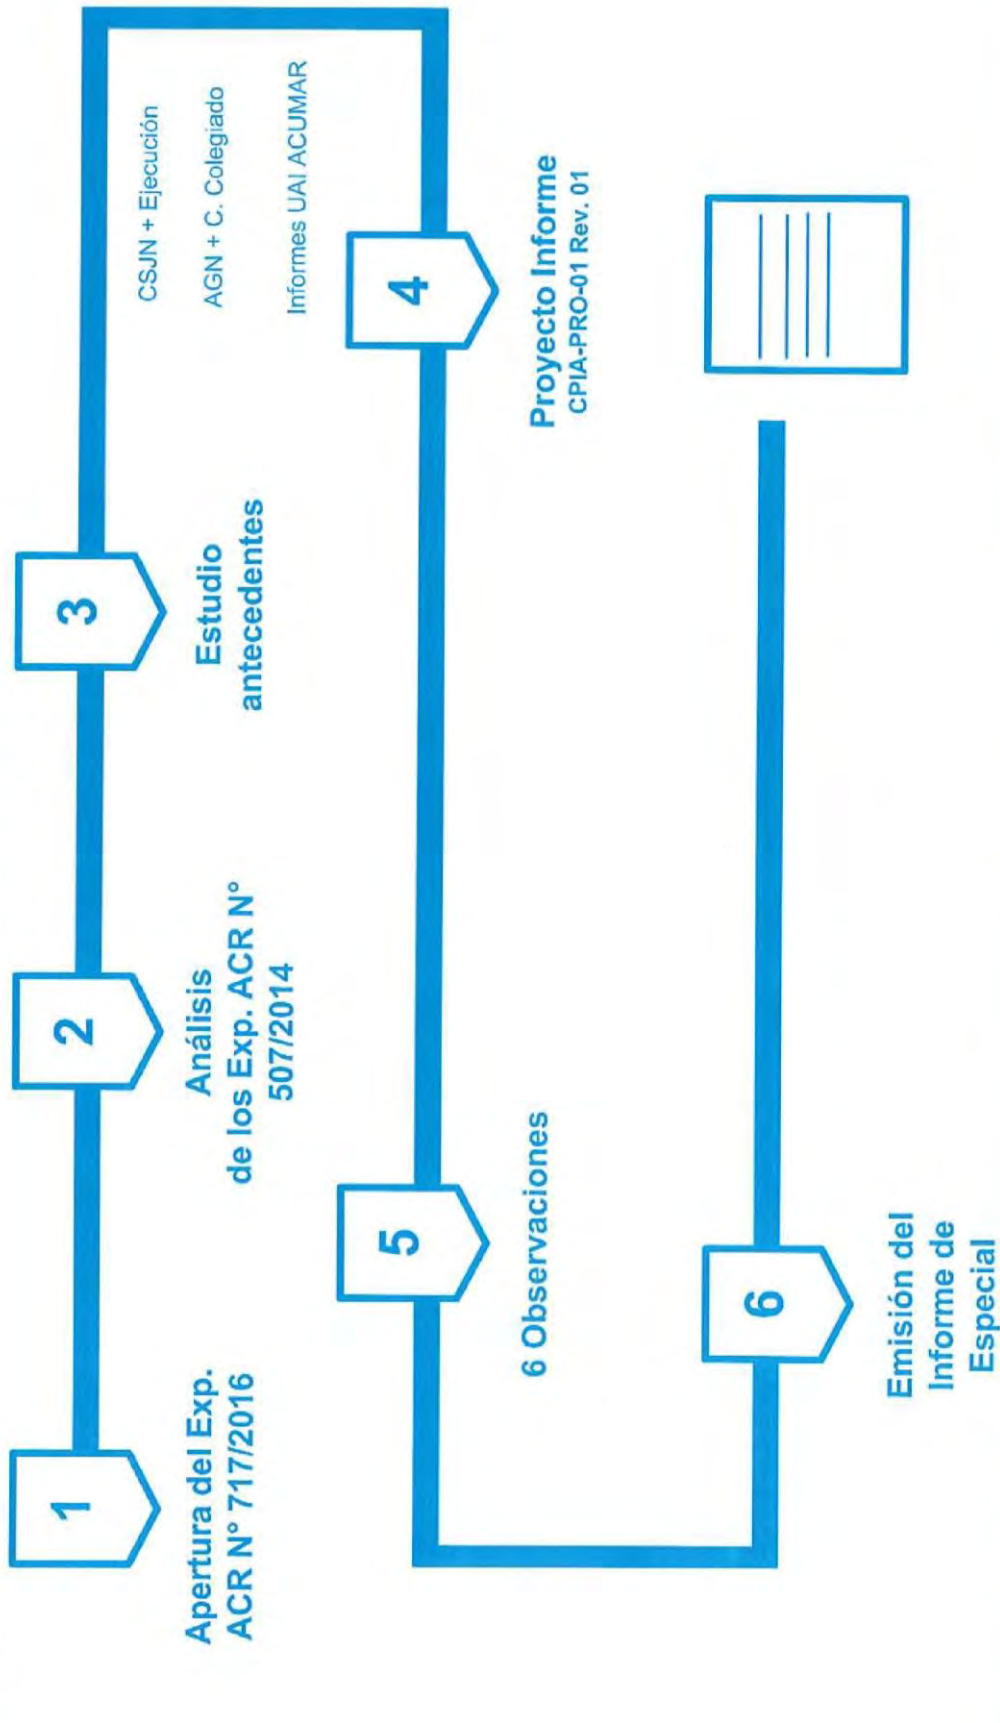 1
Apertura del Exp.
ACR N° 717/2016
2
Análisis
de los Exp. ACR N°
507/2014
3
Estudio
antecedentes
CSJN + Ejecución
AGN + C. Colegiado
Informes UAI ACUMAR
4
Proyecto Informe
CPIA-PRO-01 Rev. 01
5
6 Observaciones
6
Emisión del
Informe de
Especial